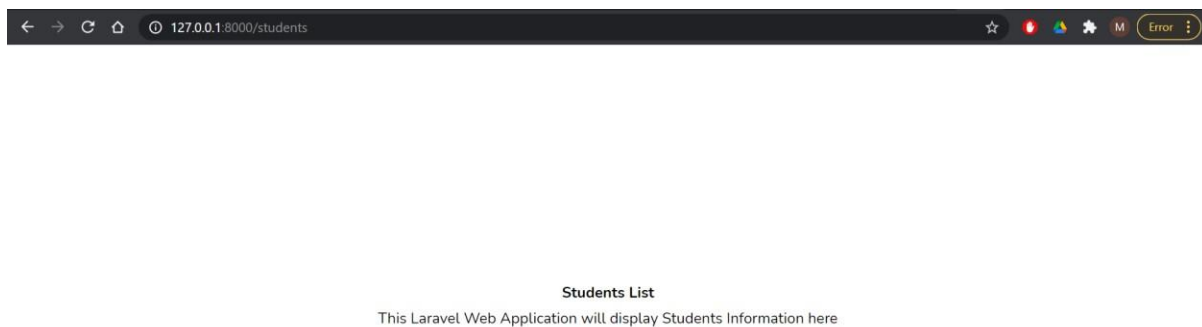 127.0.0.1:8000/students
M
Error
Students List
This Laravel Web Application will display Students Information here